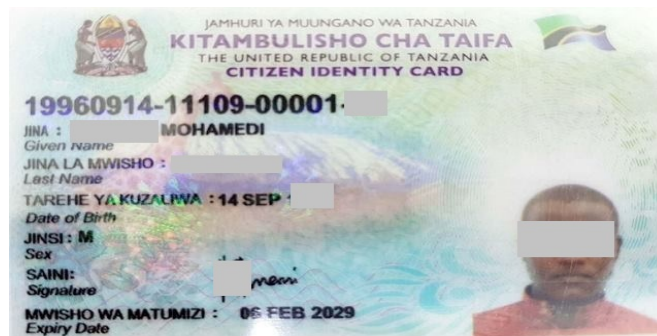 JAMHURI YA MUUNGANO WA TANZANIA
KITAMBULISHO CHA TAIFA
THE UNITED REPUBLIC OF TANZANIA
CITIZEN IDENTITY CARD
19960914-11109-00001-
JINA : MOHAMEDI
Given Name
JINA LA MWISHO :
Last Name
TAREHE YA KUZALIWA : 14 SEP
Date of Birth
JINSI : M
Sex
SAINI:
Signature
MWISHO WA MATUMIZI : 06 FEB 2029
Expiry Date